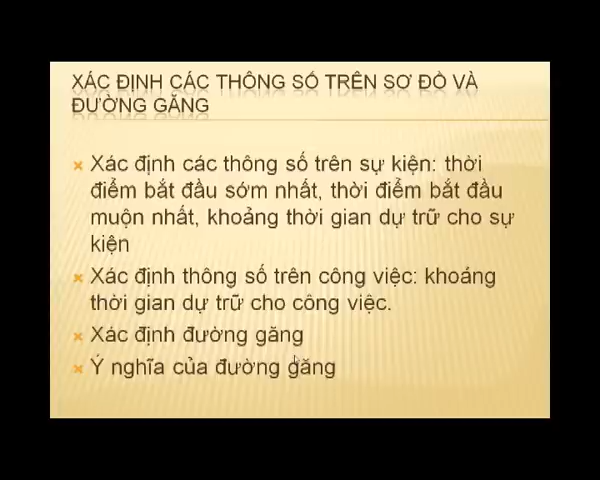 XÁC ĐỊNH CÁC THÔNG SỐ TRÊN SƠ ĐỒ VÀ
ĐƯỜNG GĂNG
Xác định các thông số trên sự kiện: thời
điểm bắt đầu sớm nhất, thời điểm bắt đầu
muộn nhất, khoảng thời gian dự trữ cho sự
kiện
Xác định thông số trên công việc: khoảng
thời gian dự trữ cho công việc.
Xác định đường găng
Ý nghĩa của đường găng